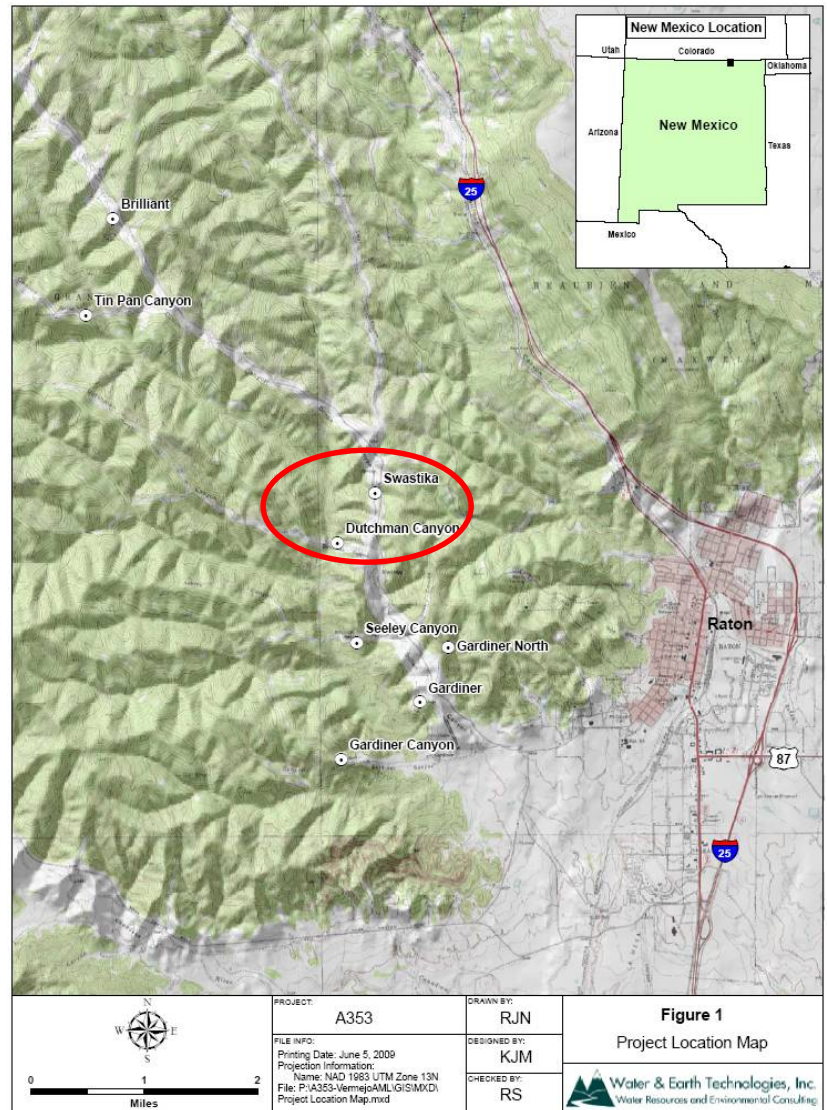 New Mexico Location
Utah
Colorado
Oklahoma
Arizona
New Mexico
Texas
Mexico
25
Brilliant
Tin Pan Canyon
BEAUBIEN AND
(MAXWELL)
Swastika
Dutchman Canyon
Seeley Canyon
Gardiner North
Raton
RATON
Gardiner
Gardiner Canyon
87
25
N
W E
S
0 1 2
Miles
PROJECT:
A353
FILE INFO:
Printing Date: June 5, 2009
Projection Information:
Name: NAD 1983 UTM Zone 13N
File: P:\A353-VermejoAML\GIS\MXD\
Project Location Map.mxd
DRAWN BY:
RJN
DESIGNED BY:
KJM
CHECKED BY:
RS
Figure 1
Project Location Map
Water & Earth Technologies, Inc.
Water Resources and Environmental Consulting